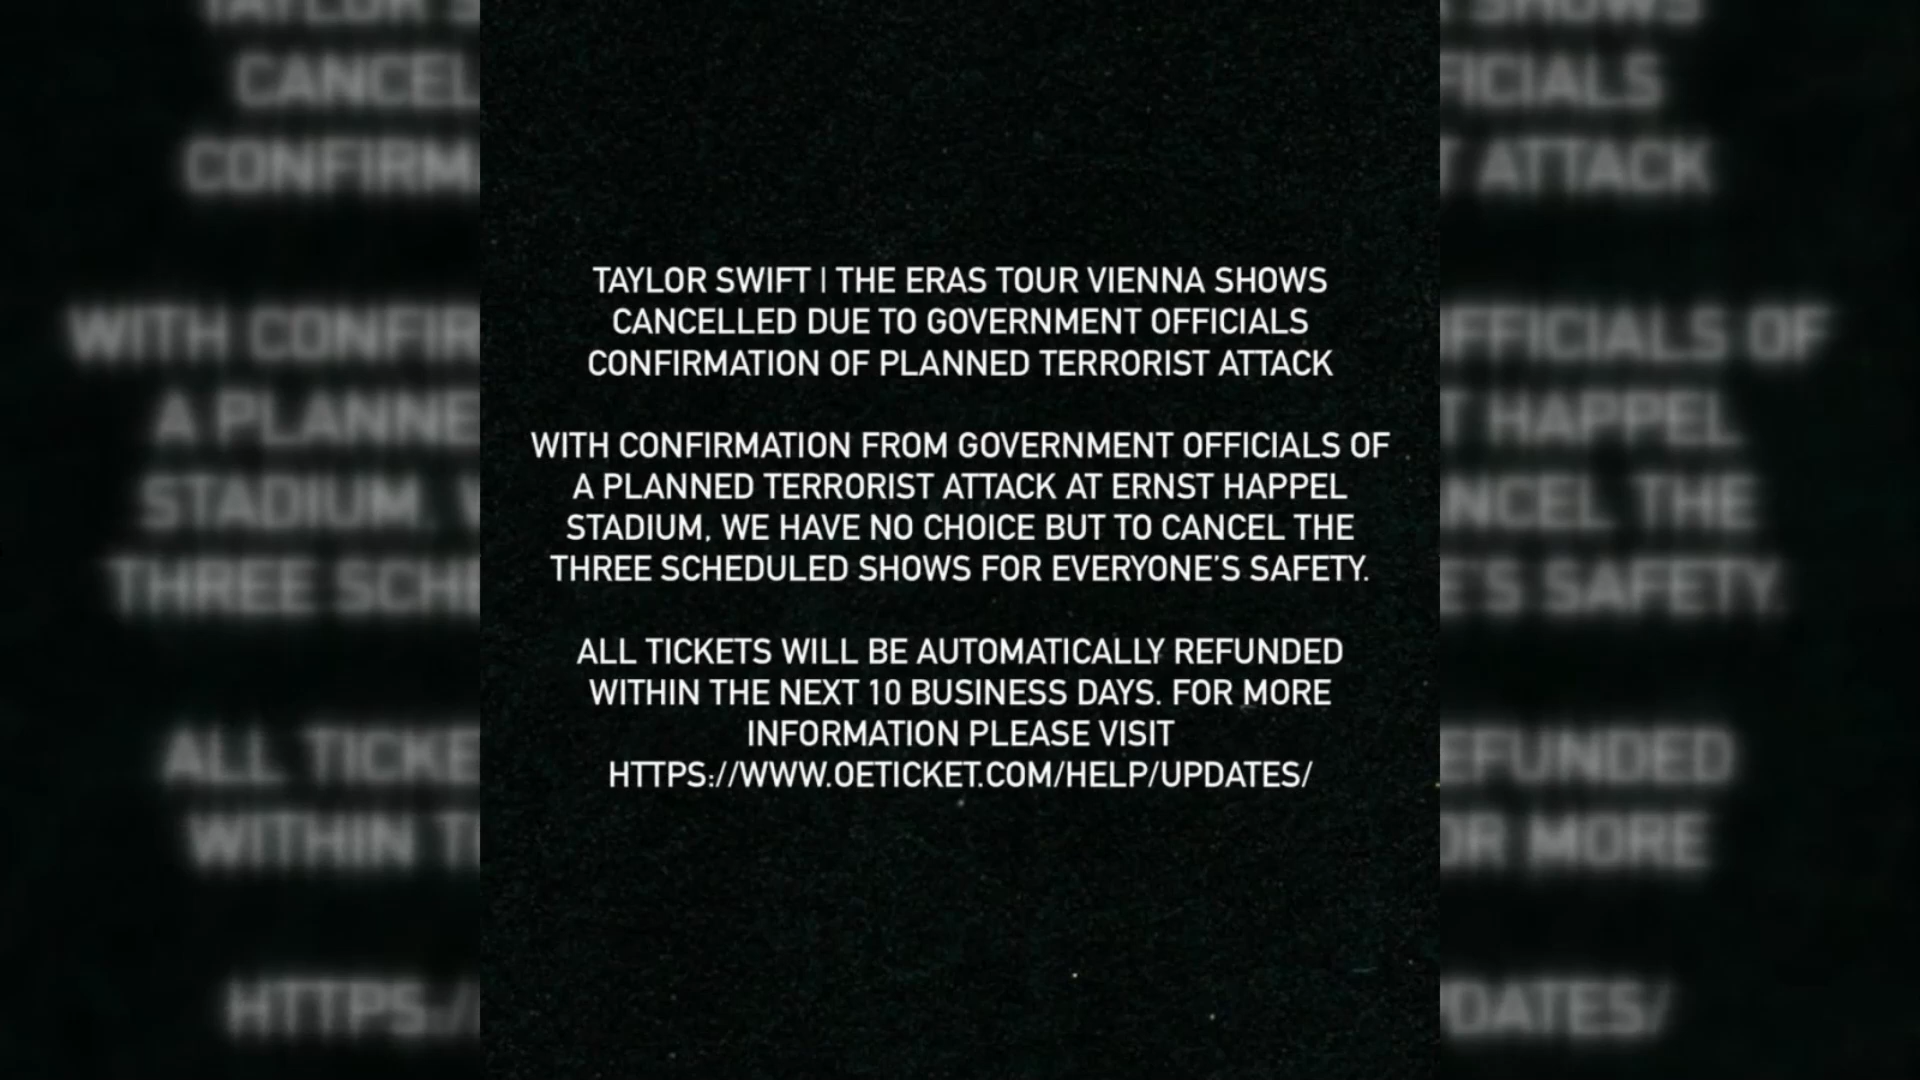 TAYLOR SWIFT | THE ERAS TOUR VIENNA SHOWS
CANCELLED DUE TO GOVERNMENT OFFICIALS
CONFIRMATION OF PLANNED TERRORIST ATTACK
WITH CONFIRMATION FROM GOVERNMENT OFFICIALS OF
A PLANNED TERRORIST ATTACK AT ERNST HAPPEL
STADIUM, WE HAVE NO CHOICE BUT TO CANCEL THE
THREE SCHEDULED SHOWS FOR EVERYONE'S SAFETY.
ALL TICKETS WILL BE AUTOMATICALLY REFUNDED
WITHIN THE NEXT 10 BUSINESS DAYS. FOR MORE
INFORMATION PLEASE VISIT
HTTPS://WWW.OETICKET.COM/HELP/UPDATES/